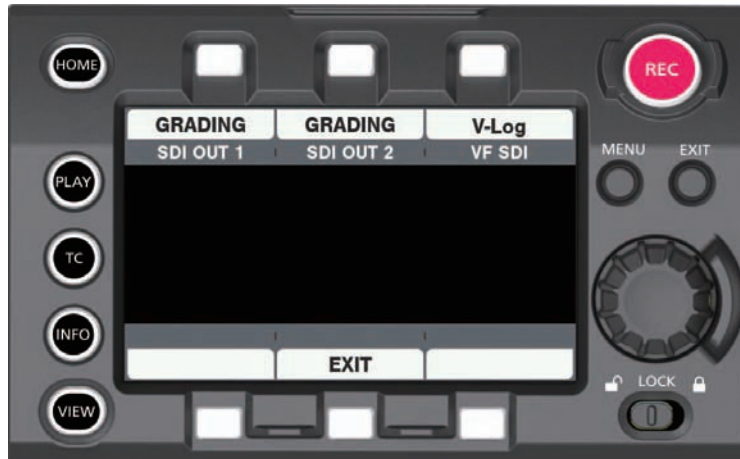 HOME
REC
GRADING GRADING V-Log
SDI OUT 1 SDI OUT 2 VF SDI
MENU EXIT
PLAY
TC
INFO
EXIT
LOCK
VIEW